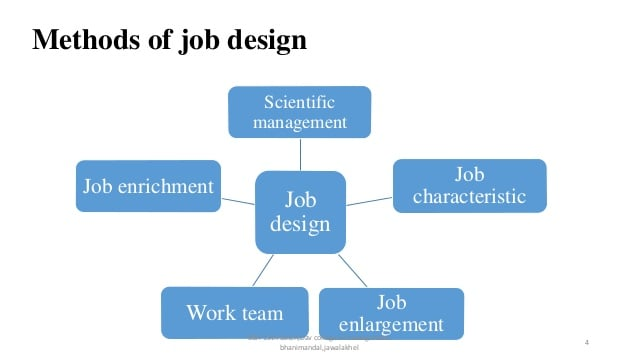 Methods of job design
Scientific
management
Job enrichment
Job
characteristic
Job
design
Work team
Job
enlargement
bhanimandal,jawalakhel
4